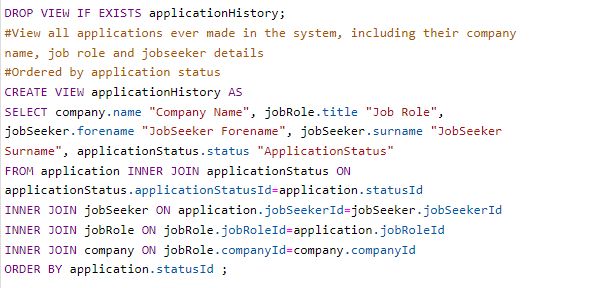 DROP VIEW IF EXISTS applicationHistory;
#View all applications ever made in the system, including their company
name, job role and jobseeker details
#Ordered by application status
CREATE VIEW applicationHistory AS
SELECT company.name "Company Name", jobRole.title "Job Role",
jobSeeker.forename "JobSeeker Forename", jobSeeker.surname "JobSeeker
Surname", applicationStatus.status "ApplicationStatus"
FROM application INNER JOIN applicationStatus ON
applicationStatus.applicationStatusId=application.statusId
INNER JOIN jobSeeker ON application.jobSeekerId=jobSeeker.jobSeekerId
INNER JOIN jobRole ON jobRole.jobRoleId=application.jobRoleId
INNER JOIN company ON jobRole.companyId=company.companyId
ORDER BY application.statusId ;